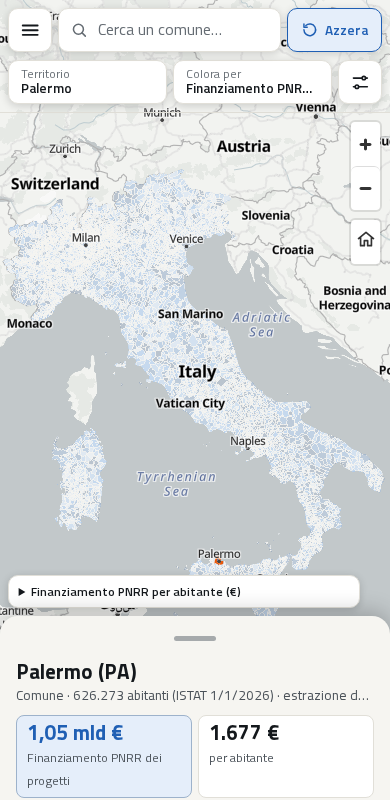 Cerca un comune…
Azzera
Territorio
Palermo
Colora per
Finanziamento PNR…
Munich
Vienna
Zurich
Austria
Switzerland
Slovenia
Milan
Venice
Croatia
Bosnia and
Herzegovina
San Marino
Monaco
Adriatic
Sea
Italy
Vatican City
Naples
Tyrrhenian
Sea
Palermo
▶ Finanziamento PNRR per abitante (€)
Palermo (PA)
Comune · 626.273 abitanti (ISTAT 1/1/2026) · estrazione d…
1,05 mld €
Finanziamento PNRR dei
progetti
1.677 €
per abitante